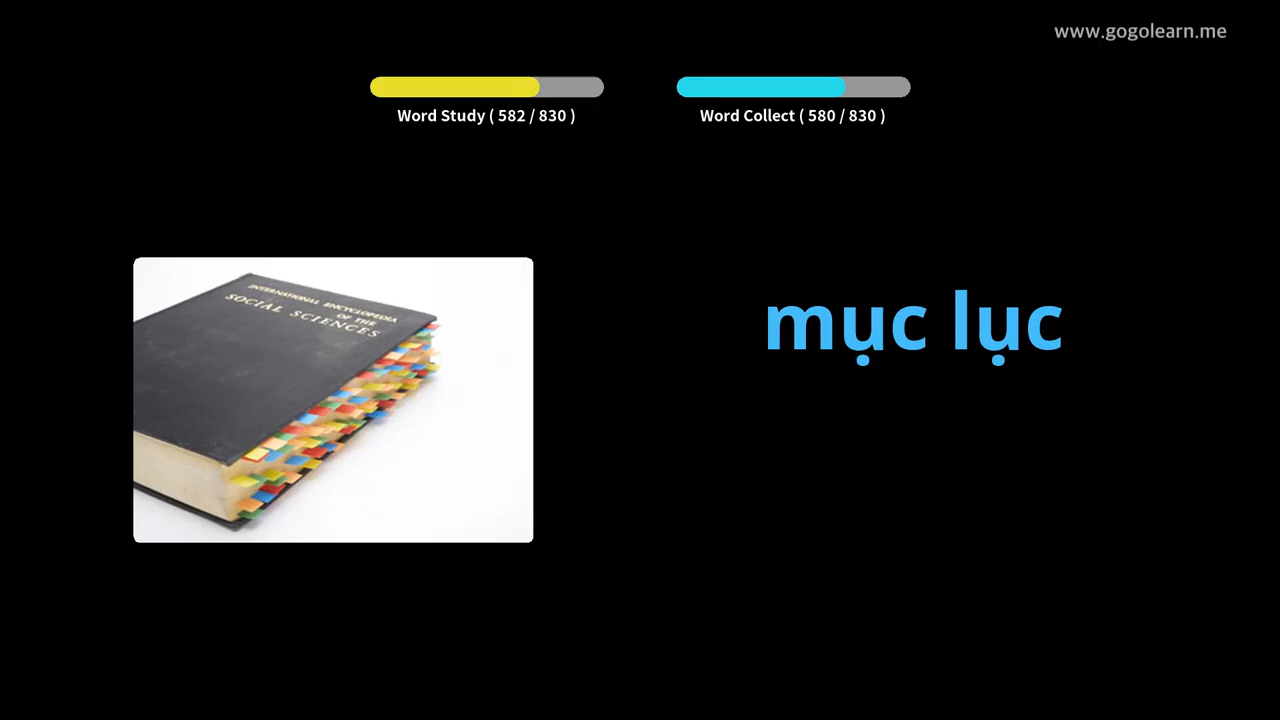 www.gogolearn.me
Word Study ( 582 / 830 )
Word Collect ( 580 / 830 )
INTERNATIONAL ENCYCLOPEDIA
OF THE
SOCIAL SCIENCES
mục lục